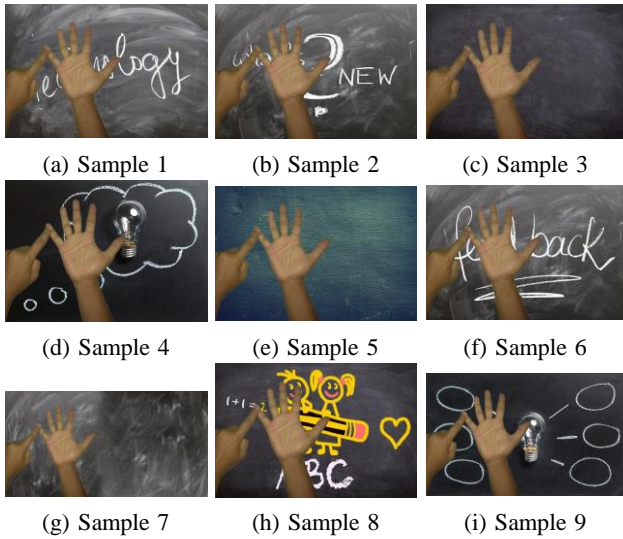 ?
NEW
(a) Sample 1
(b) Sample 2
(c) Sample 3
back
(d) Sample 4
(e) Sample 5
(f) Sample 6
1+1=2
ABC
(g) Sample 7
(h) Sample 8
(i) Sample 9